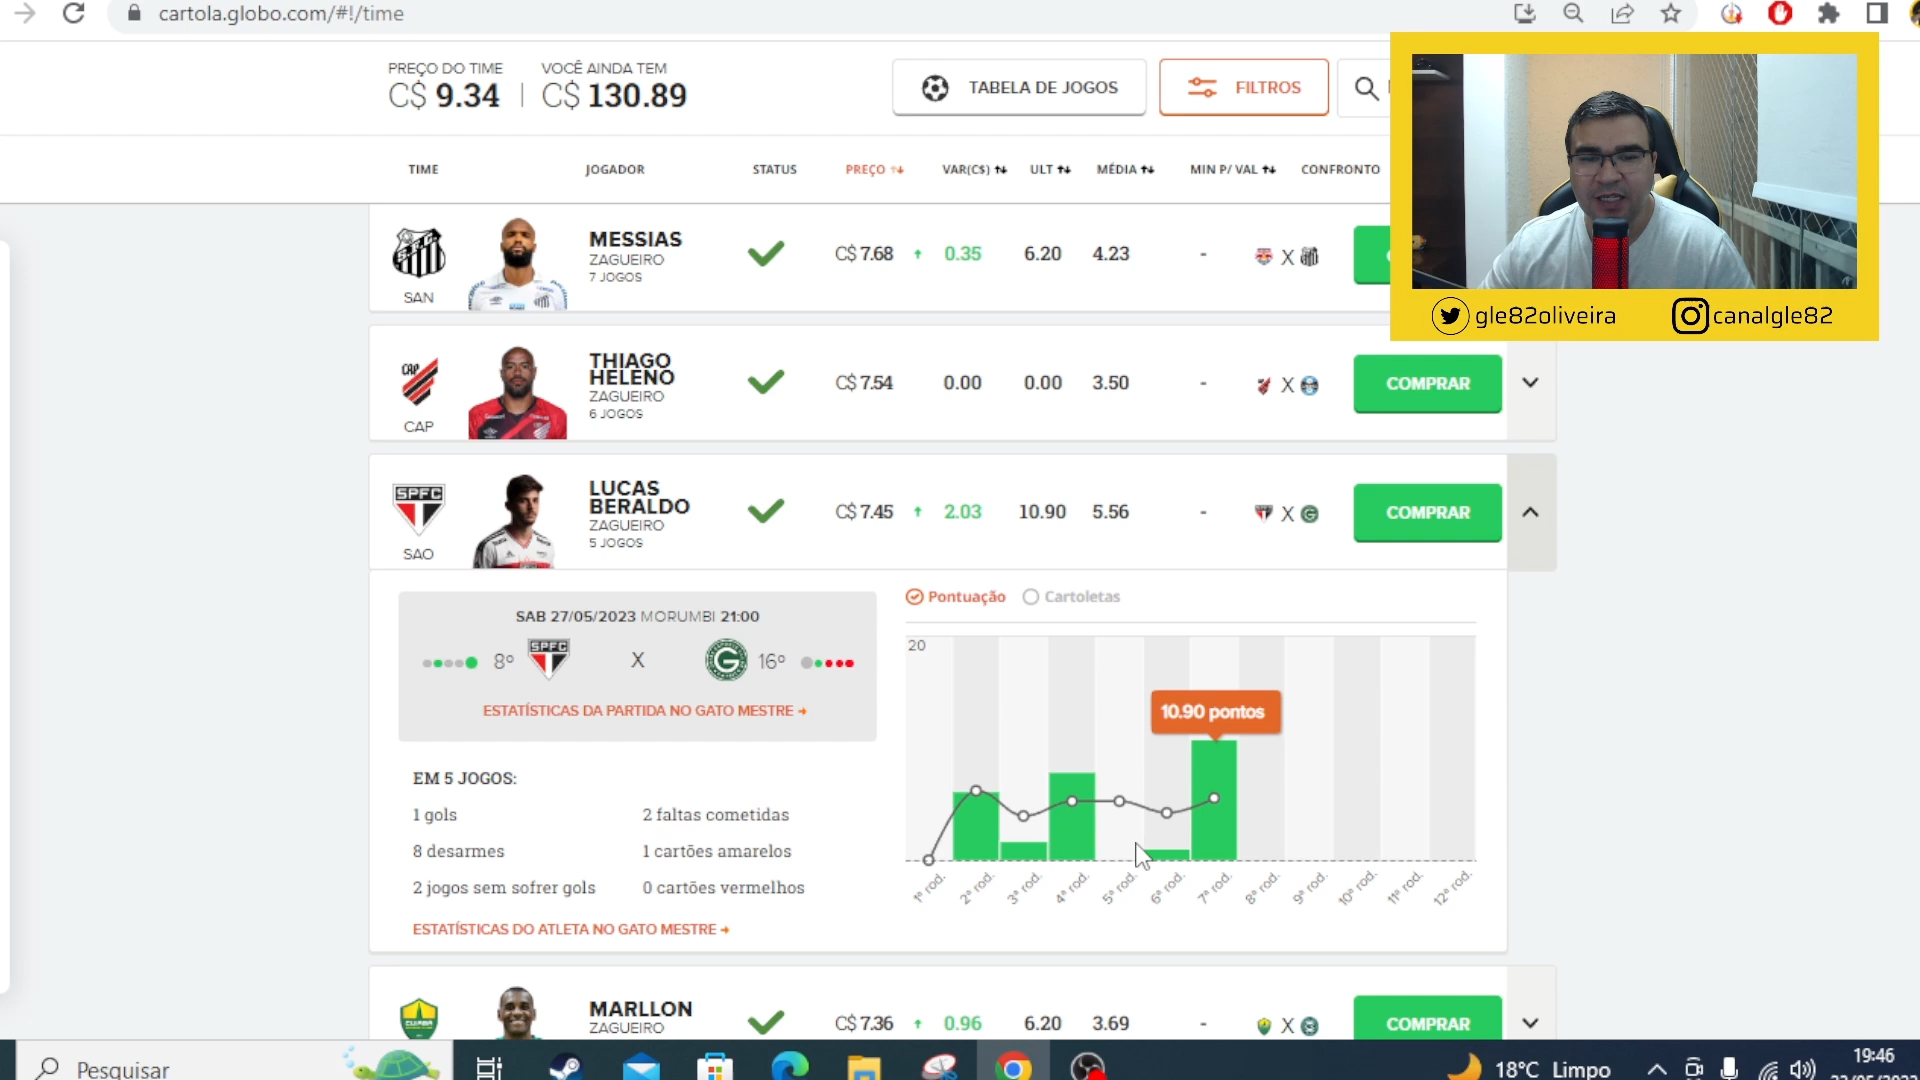 cartola.globo.com/#!/time
PREÇO DO TIME
C$ 9.34
VOCÊ AINDA TEM
C$ 130.89
TABELA DE JOGOS
FILTROS
TIME
JOGADOR
STATUS
PREÇO
VAR(C$)
ULT
MÉDIA
MIN P/ VAL
CONFRONTO
gle82oliveira
canalgle82
SAN
MESSIAS
ZAGUEIRO
7 JOGOS
C$ 7.68
0.35
6.20
4.23
-
X
CAP
CAP
THIAGO
HELENO
ZAGUEIRO
6 JOGOS
C$ 7.54
0.00
0.00
3.50
-
X
COMPRAR
SPFC
SAO
LUCAS
BERALDO
ZAGUEIRO
5 JOGOS
C$ 7.45
2.03
10.90
5.56
-
X
COMPRAR
SAB 27/05/2023 MORUMBI 21:00
8º
SPFC
X
G
16º
ESTATÍSTICAS DA PARTIDA NO GATO MESTRE
EM 5 JOGOS:
1 gols
2 faltas cometidas
8 desarmes
1 cartões amarelos
2 jogos sem sofrer gols
0 cartões vermelhos
ESTATÍSTICAS DO ATLETA NO GATO MESTRE
Pontuação
Cartoletas
20
10.90 pontos
1ª rod.
2ª rod.
3ª rod.
4ª rod.
5ª rod.
6ª rod.
7ª rod.
8ª rod.
9ª rod.
10ª rod.
11ª rod.
12ª rod.
CUIABÁ
MARLLON
ZAGUEIRO
C$ 7.36
0.96
6.20
3.69
-
X
COMPRAR
Pesquisar
18°C Limpo
19:46